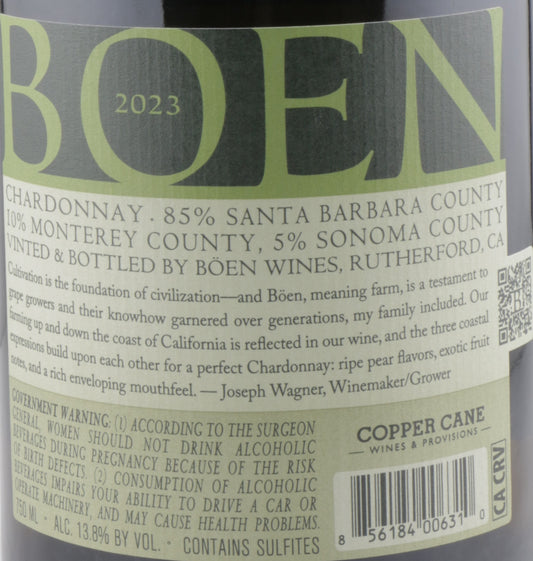 BOEN
2023
CHARDONNAY · 85% SANTA BARBARA COUNTY
10% MONTEREY COUNTY, 5% SONOMA COUNTY
VINTED & BOTTLED BY BÖEN WINES, RUTHERFORD, CA
Cultivation is the foundation of civilization—and Böen, meaning farm, is a testament to
grape growers and their knowhow garnered over generations, my family included. Our
farming up and down the coast of California is reflected in our wine, and the three coastal
expressions build upon each other for a perfect Chardonnay: ripe pear flavors, exotic fruit
notes, and a rich enveloping mouthfeel. — Joseph Wagner, Winemaker/Grower
GOVERNMENT WARNING: (1) ACCORDING TO THE SURGEON
GENERAL, WOMEN SHOULD NOT DRINK ALCOHOLIC
BEVERAGES DURING PREGNANCY BECAUSE OF THE RISK
OF BIRTH DEFECTS. (2) CONSUMPTION OF ALCOHOLIC
BEVERAGES IMPAIRS YOUR ABILITY TO DRIVE A CAR OR
OPERATE MACHINERY, AND MAY CAUSE HEALTH PROBLEMS.
750 ML · ALC. 13.8% BY VOL. · CONTAINS SULFITES
COPPER CANE
— WINES & PROVISIONS —
8 56184 00631 0
CA CRV